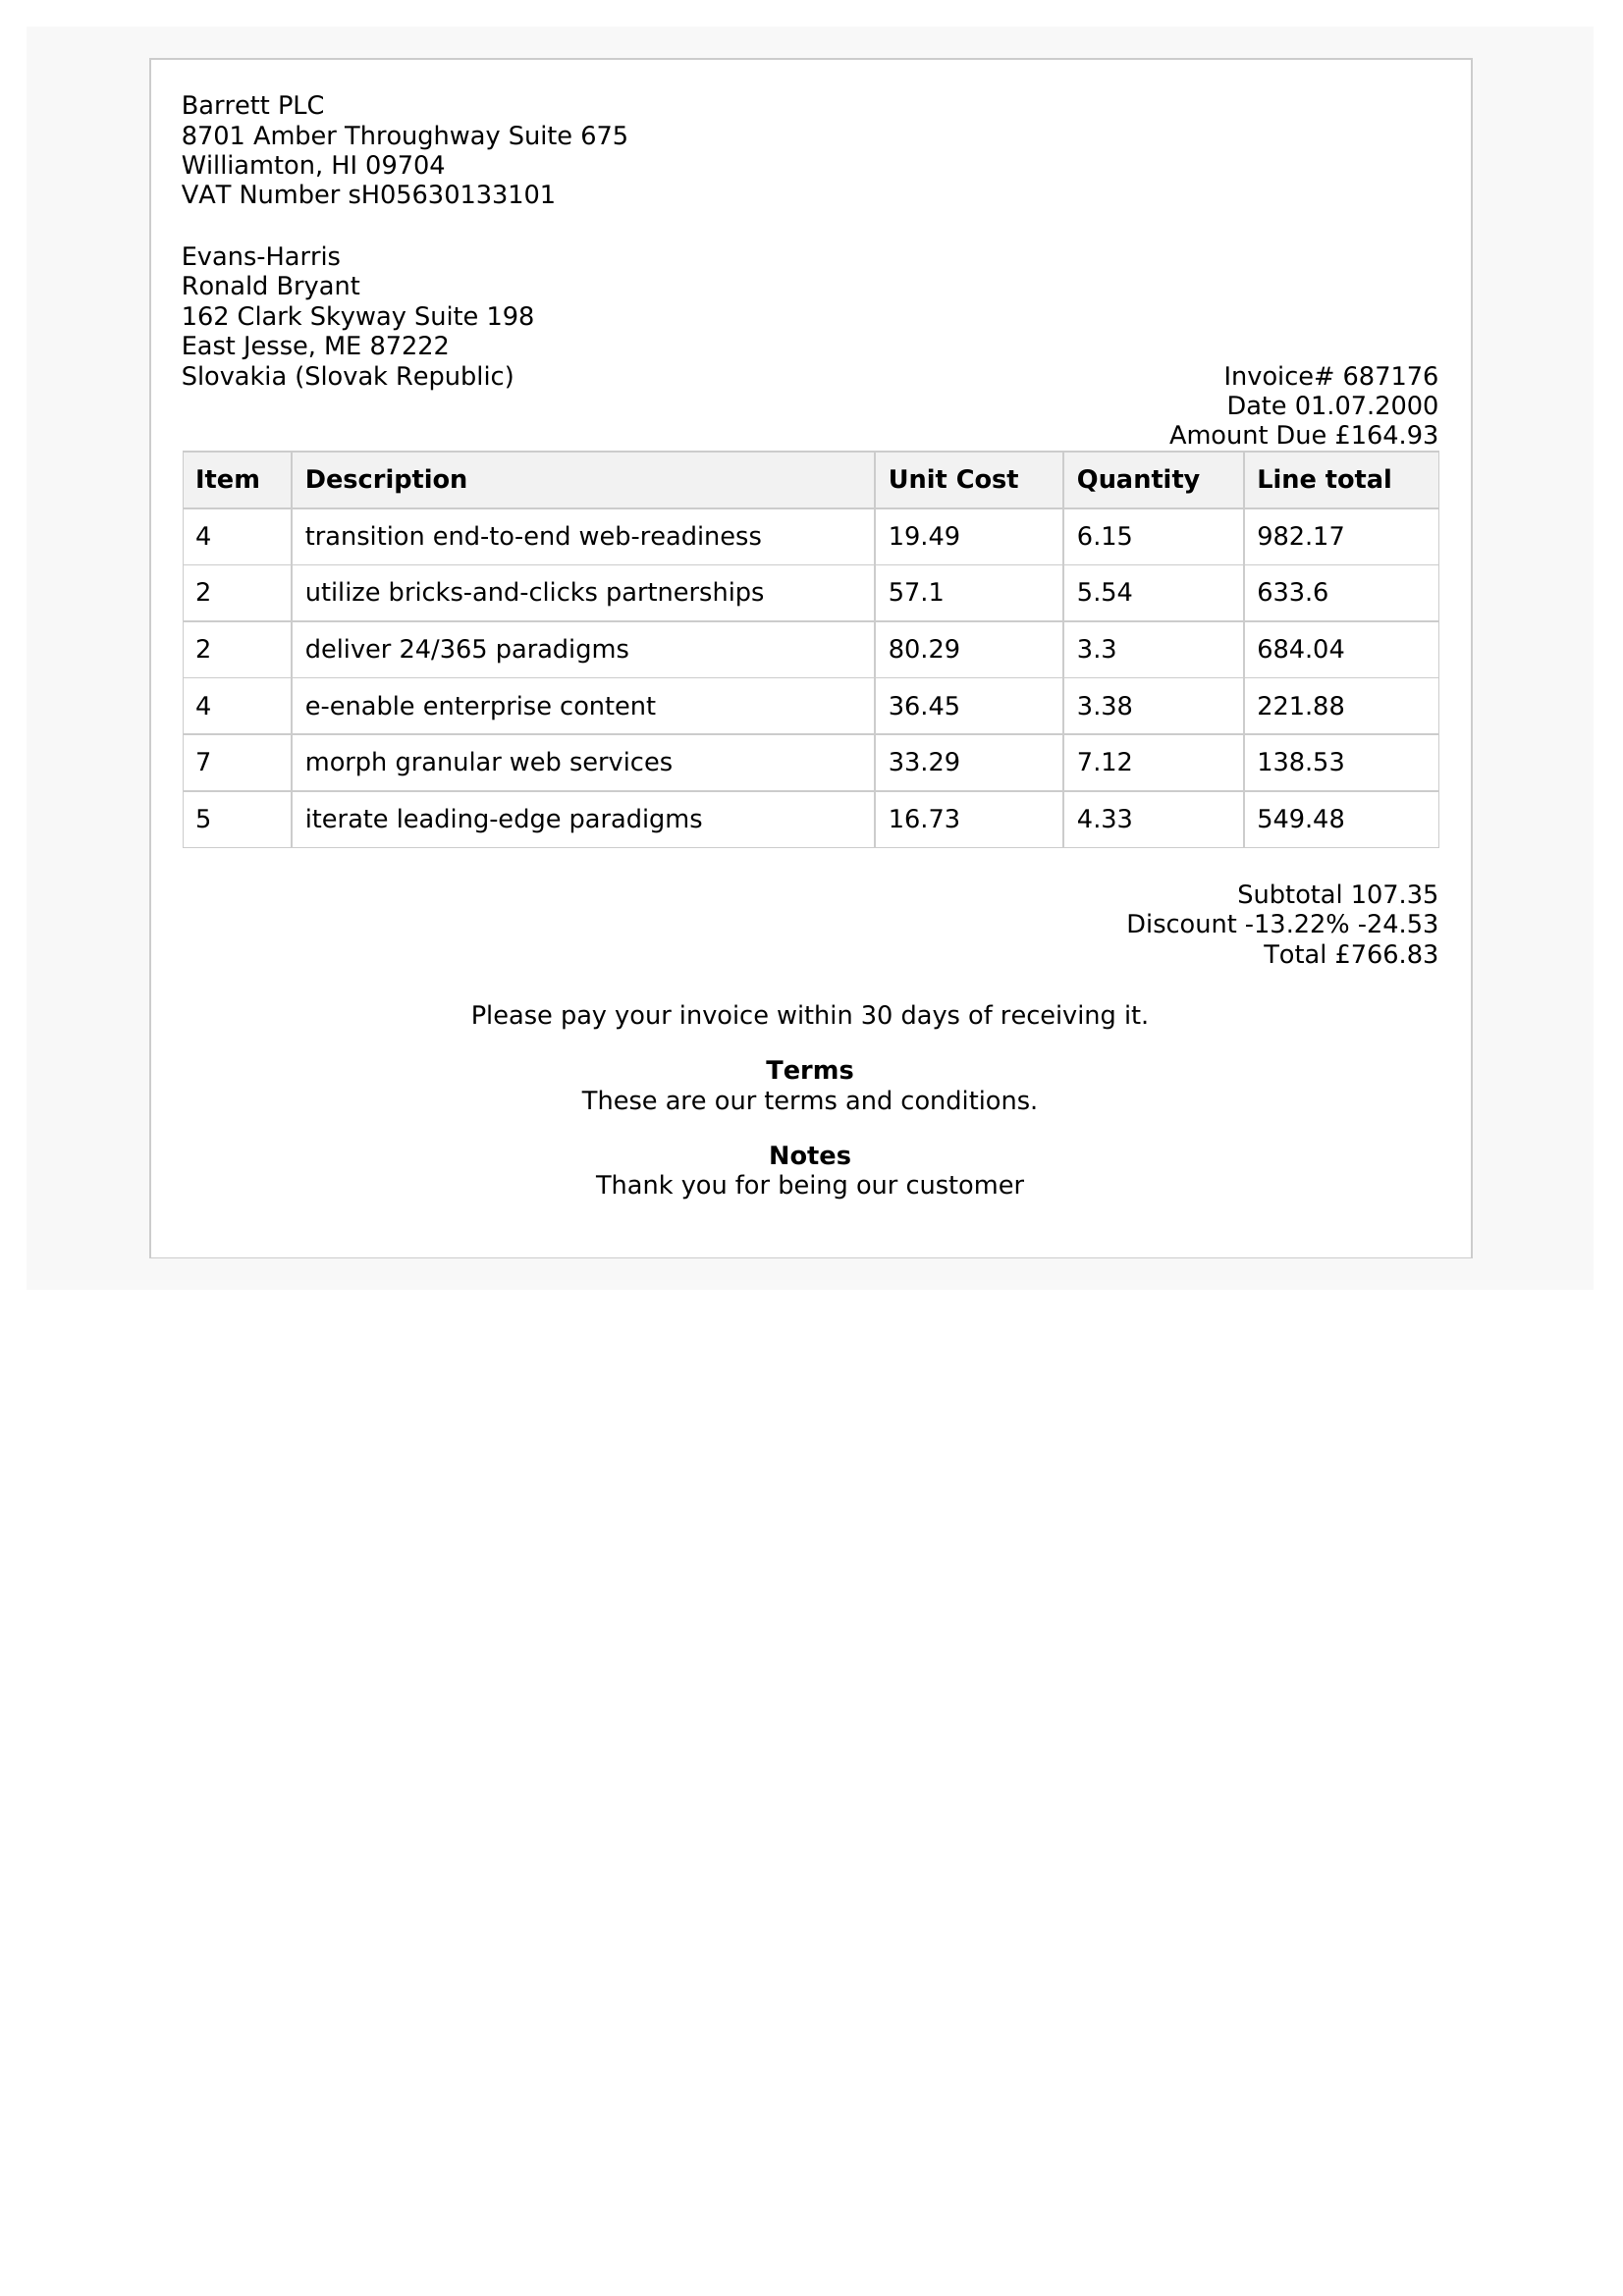 Barrett PLC
8701 Amber Throughway Suite 675
Williamton, HI 09704
VAT Number sH05630133101
Evans-Harris
Ronald Bryant
162 Clark Skyway Suite 198
East Jesse, ME 87222
Slovakia (Slovak Republic)
Invoice# 687176
Date 01.07.2000
Amount Due £164.93
Item Description Unit Cost Quantity Line total
4 transition end-to-end web-readiness 19.49 6.15 982.17
2 utilize bricks-and-clicks partnerships 57.1 5.54 633.6
2 deliver 24/365 paradigms 80.29 3.3 684.04
4 e-enable enterprise content 36.45 3.38 221.88
7 morph granular web services 33.29 7.12 138.53
5 iterate leading-edge paradigms 16.73 4.33 549.48
Subtotal 107.35
Discount -13.22% -24.53
Total £766.83
Please pay your invoice within 30 days of receiving it.
Terms
These are our terms and conditions.
Notes
Thank you for being our customer